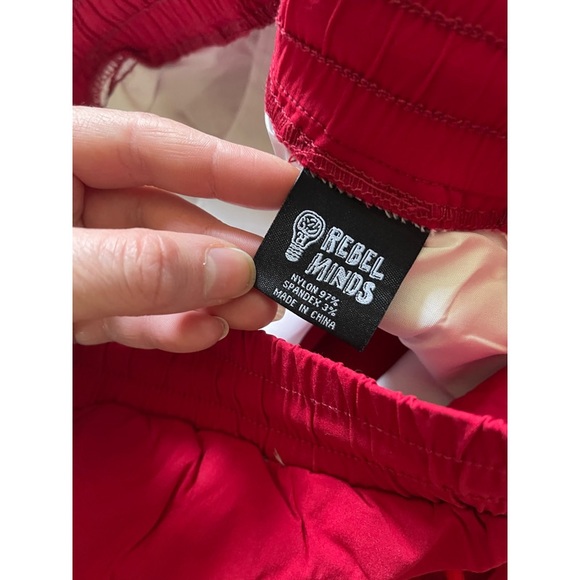 REBEL
MINDS
NYLON 97%
SPANDEX 3%
MADE IN CHINA